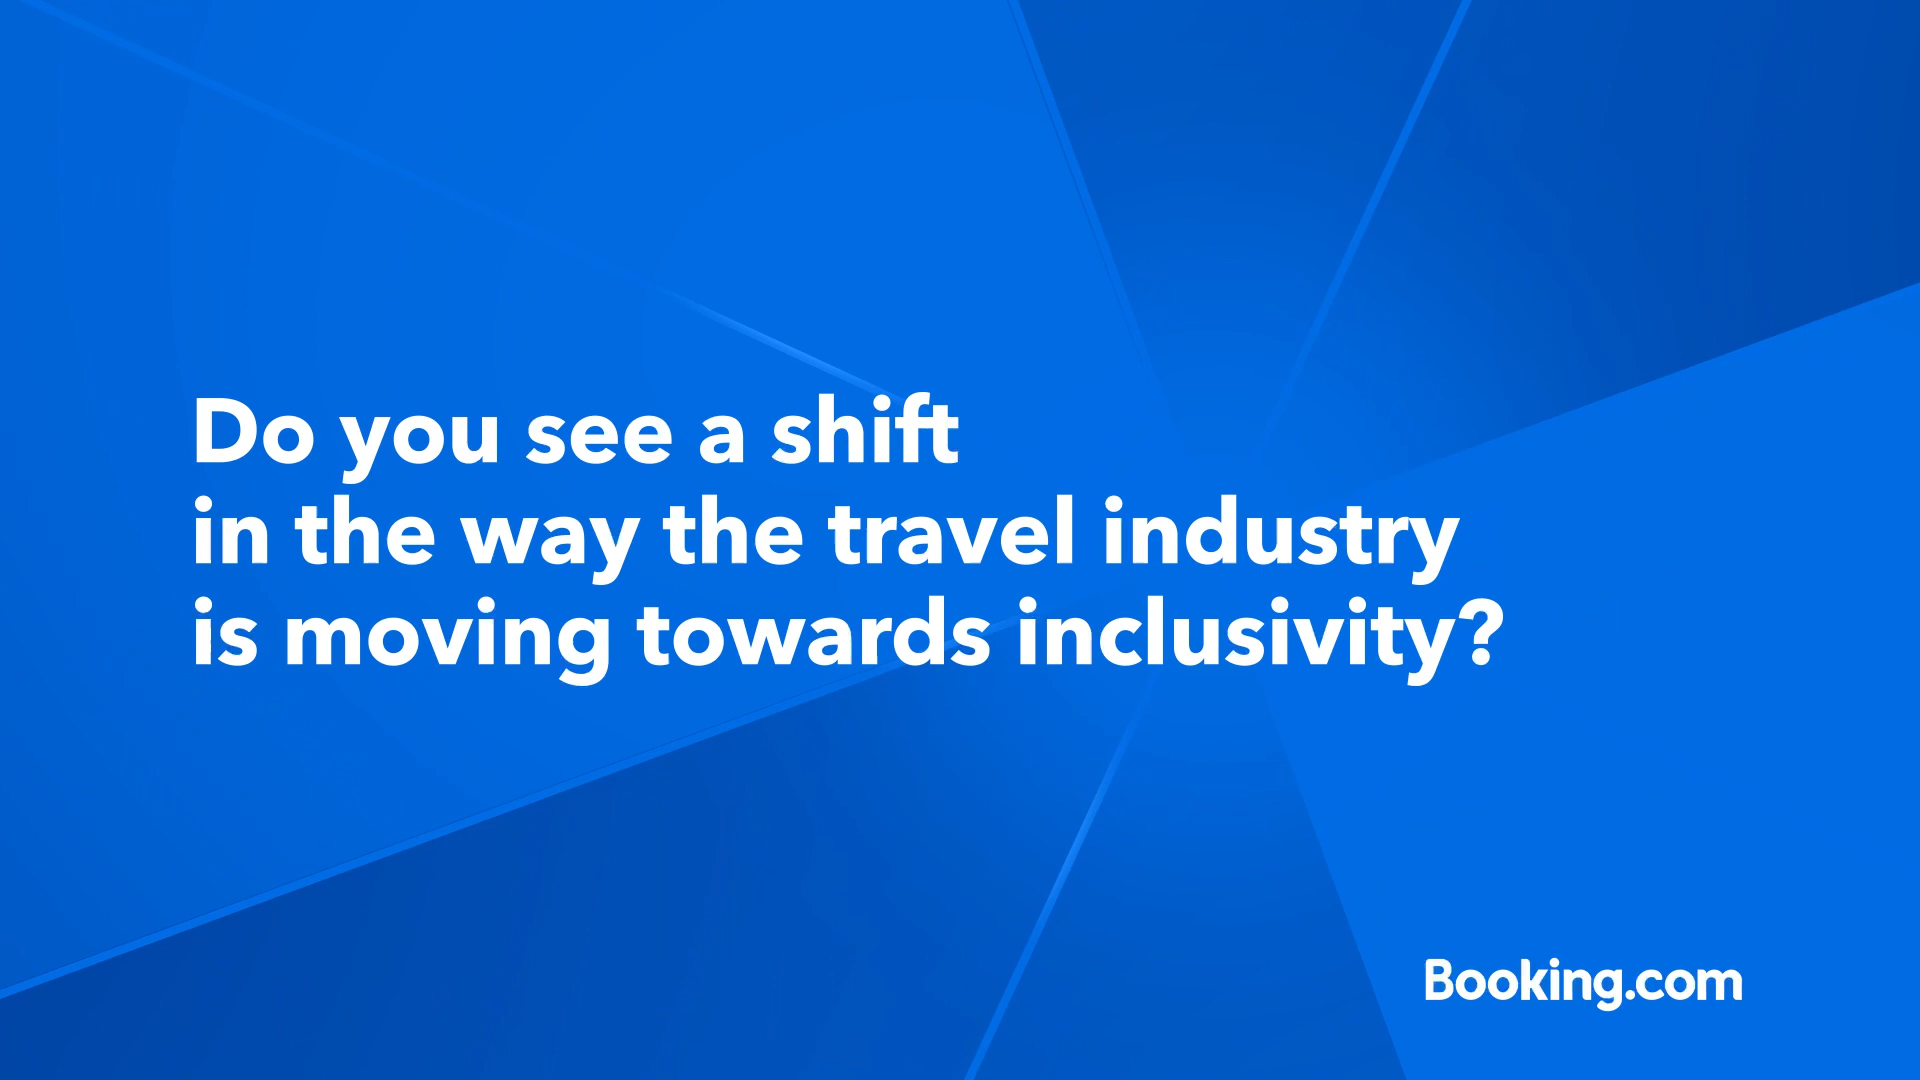 Do you see a shift
in the way the travel industry
is moving towards inclusivity?
Booking.com